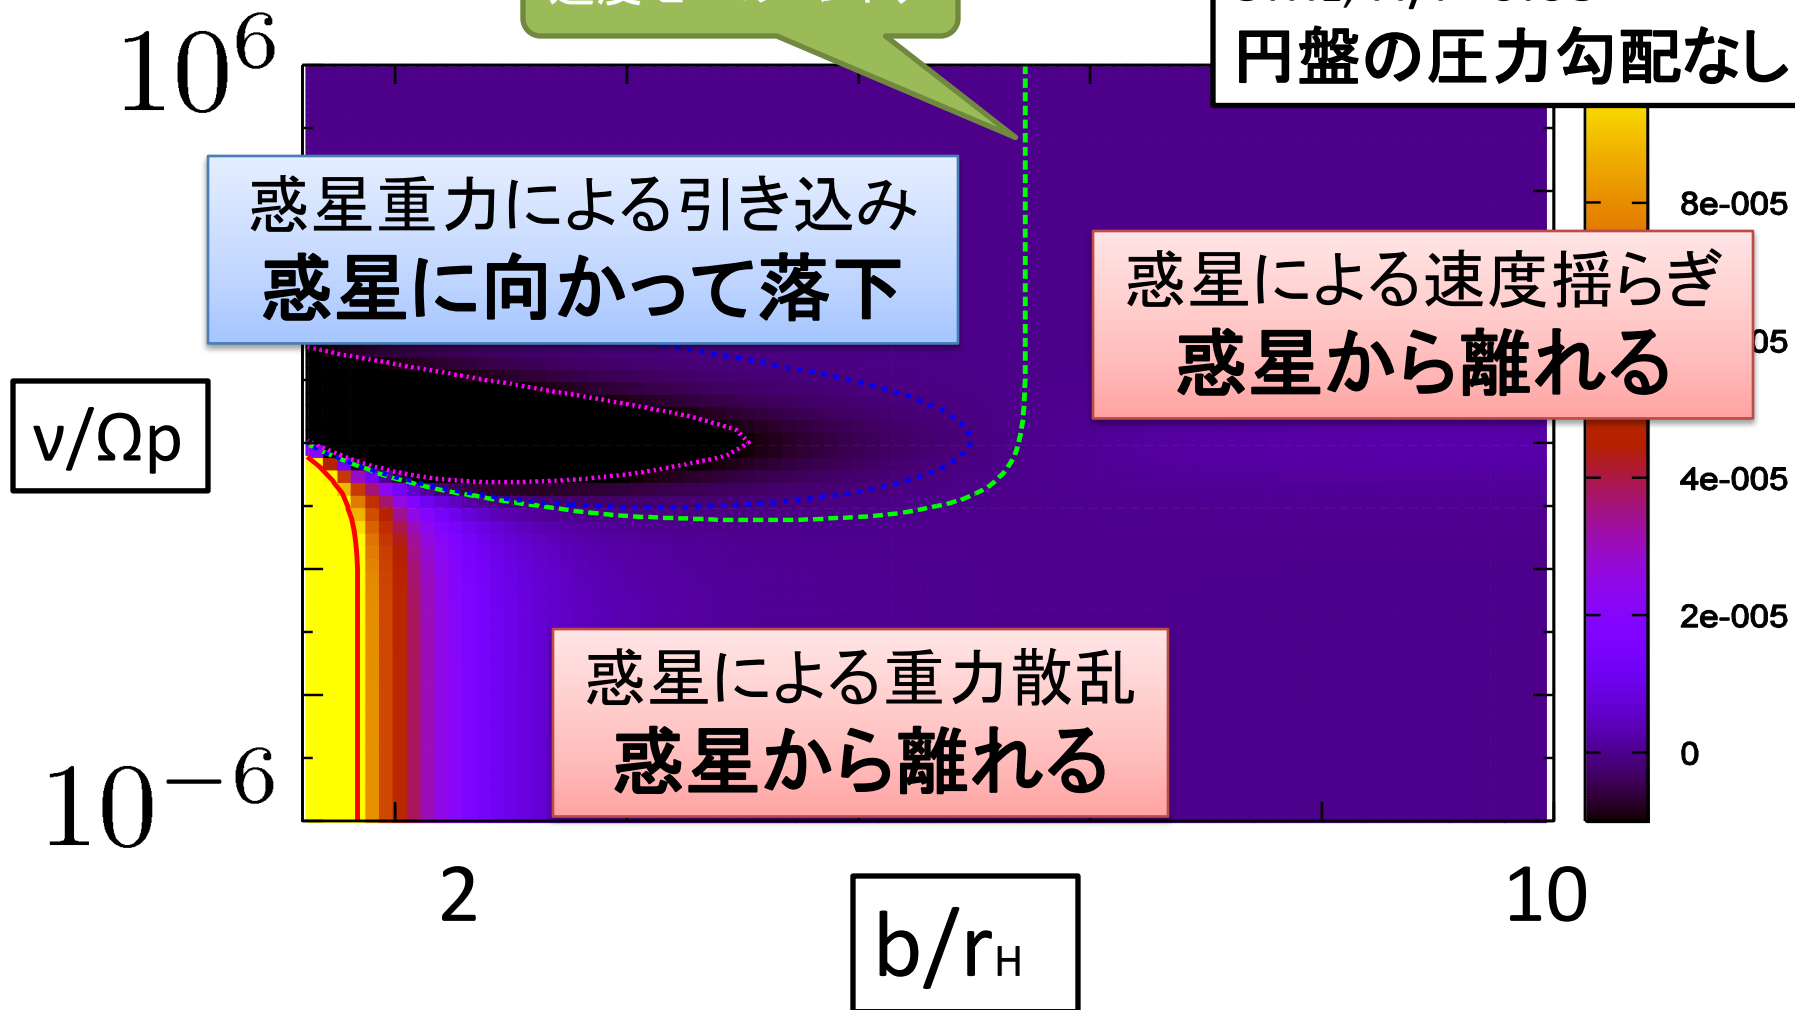 10⁶
円盤の圧力勾配なし
惑星重力による引き込み
惑星に向かって落下
惑星による速度揺らぎ
惑星から離れる
ν/Ωp
惑星による重力散乱
惑星から離れる
10⁻⁶
2
10
b/rH
8e-005
4e-005
2e-005
0